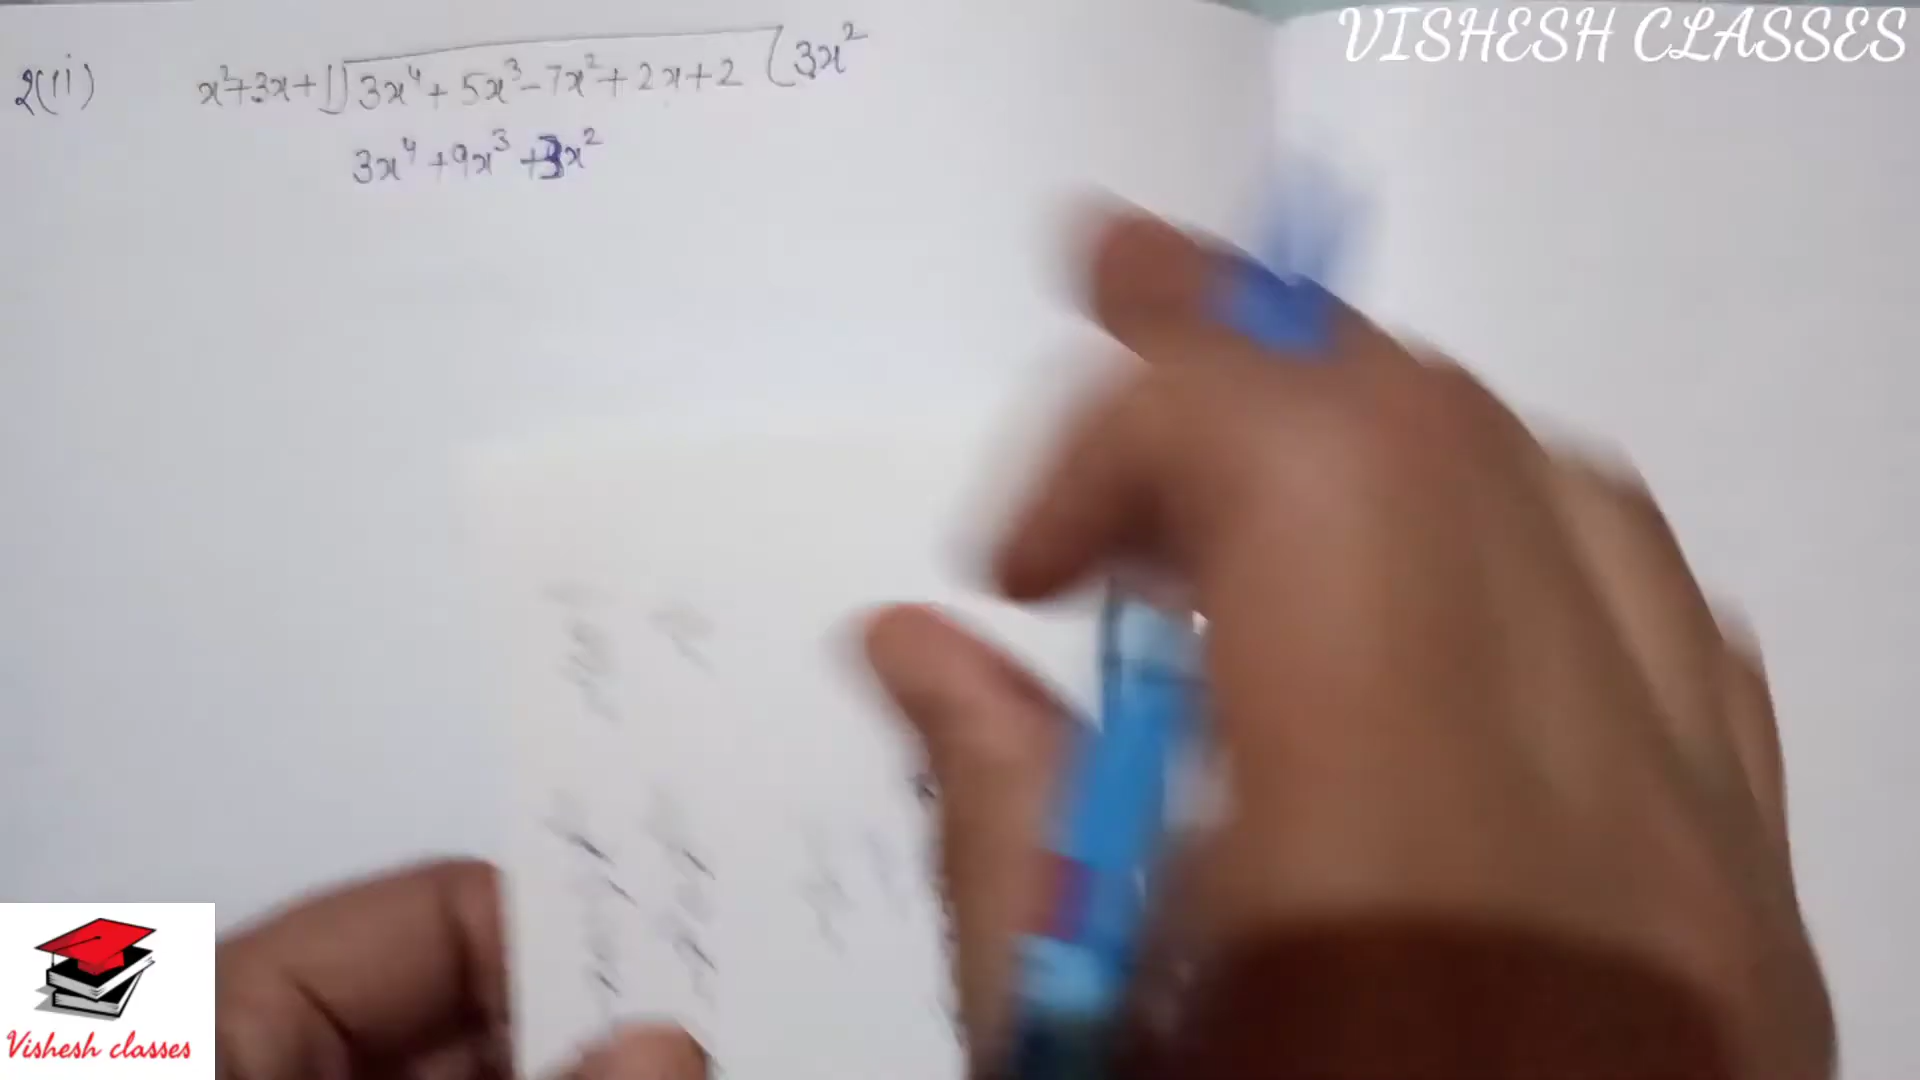 VISHESH CLASSES
2(ii) x²+3x+1)3x⁴+5x³-7x²+2x+2(3x²
3x⁴+9x³+3x²
Vishesh classes